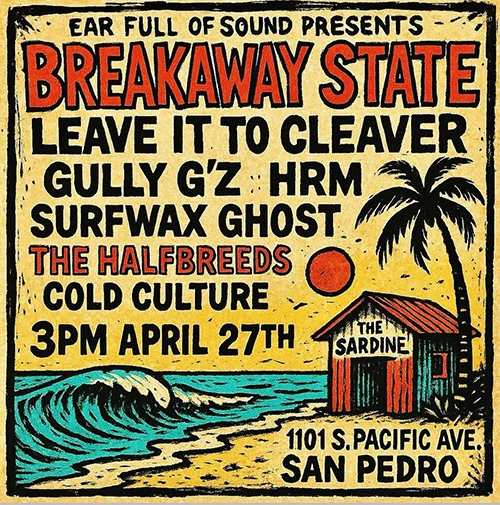 EAR FULL OF SOUND PRESENTS
BREAKAWAY STATE
LEAVE IT TO CLEAVER
GULLY G'Z HRM
SURFWAX GHOST
THE HALFBREEDS
COLD CULTURE
3PM APRIL 27TH
THE
SARDINE
1101 S. PACIFIC AVE.
SAN PEDRO